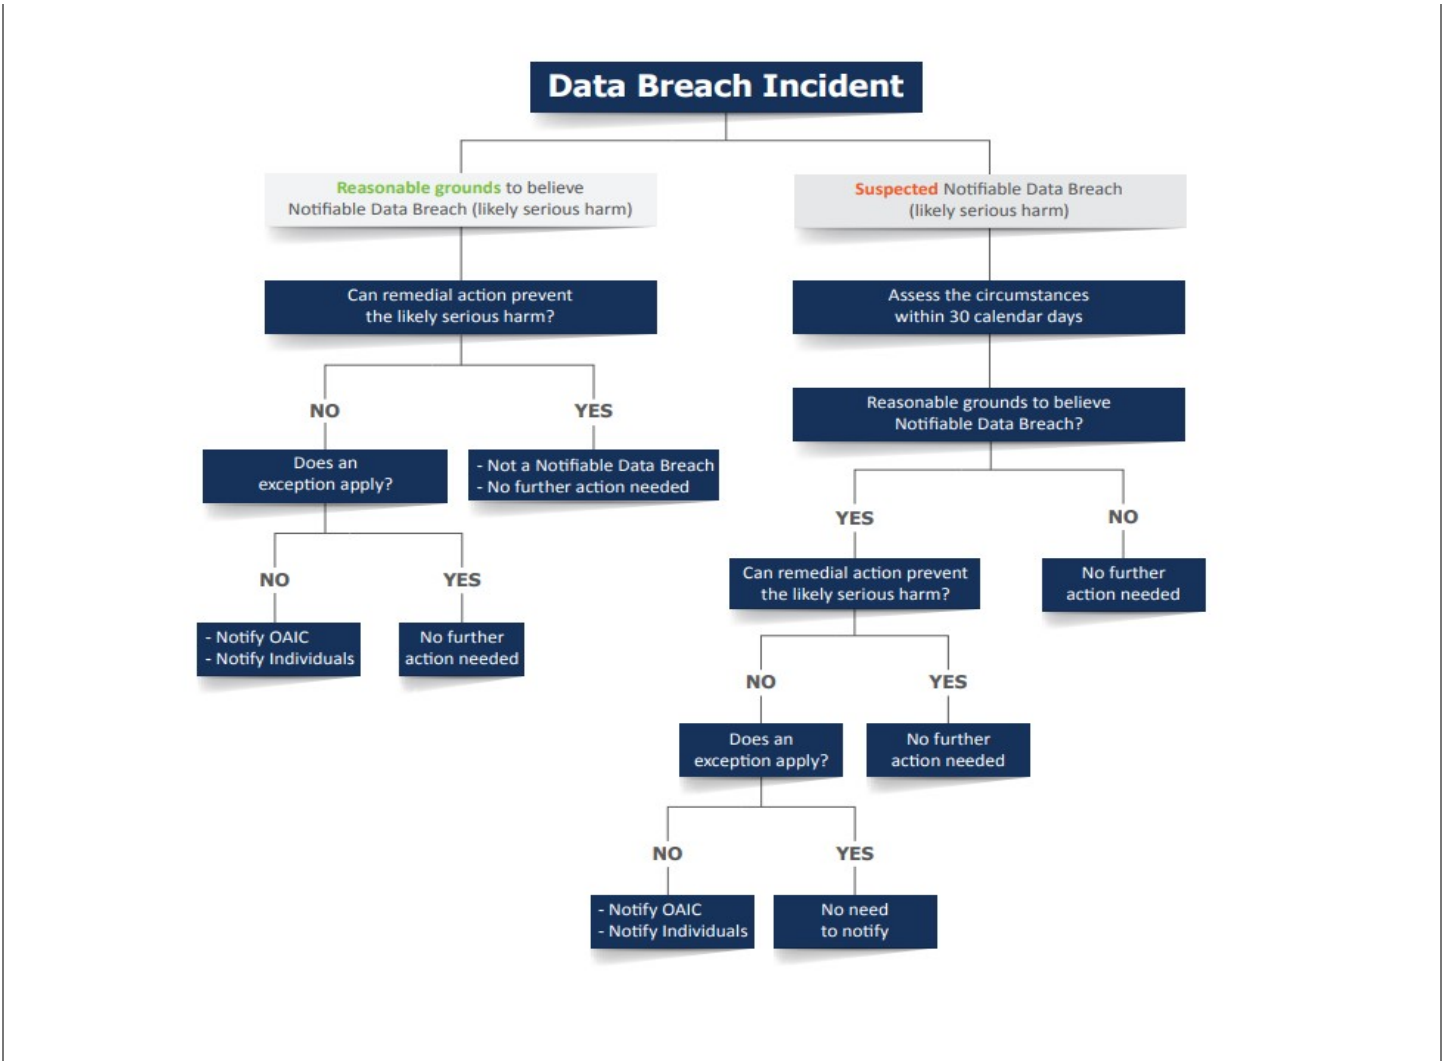 Data Breach Incident
Reasonable grounds to believe
Notifiable Data Breach (likely serious harm)
Suspected Notifiable Data Breach
(likely serious harm)
Can remedial action prevent
the likely serious harm?
Assess the circumstances
within 30 calendar days
NO
YES
Reasonable grounds to believe
Notifiable Data Breach?
Does an
exception apply?
- Not a Notifiable Data Breach
- No further action needed
YES
NO
NO
YES
Can remedial action prevent
the likely serious harm?
No further
action needed
- Notify OAIC
- Notify Individuals
No further
action needed
NO
YES
Does an
exception apply?
No further
action needed
NO
YES
- Notify OAIC
- Notify Individuals
No need
to notify